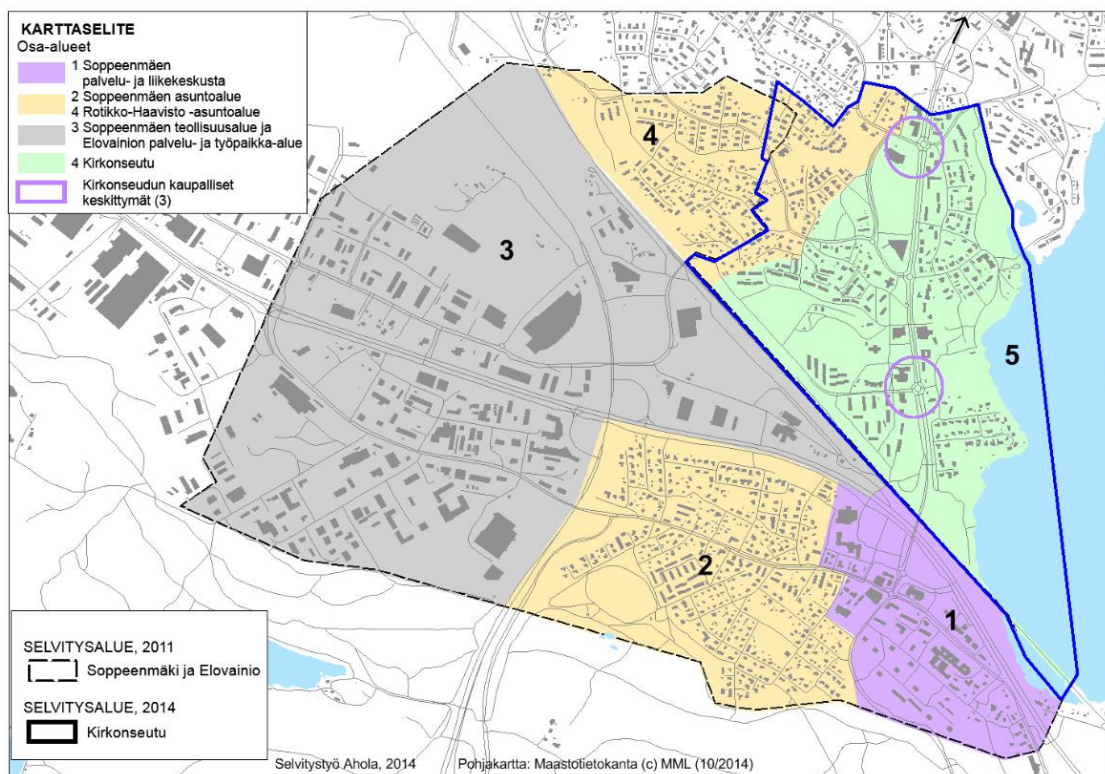 KARTTASELITE
Osa-alueet
1 Soppeenmäen
palvelu- ja liikekeskusta
2 Soppeenmäen asuntoalue
4 Rotikko-Haavisto -asuntoalue
3 Soppeenmäen teollisuusalue ja
Elovainion palvelu- ja työpaikka-alue
4 Kirkonseutu
Kirkonseudun kaupalliset
keskittymät (3)
4
3
5
2
1
SELVITYSALUE, 2011
Soppeenmäki ja Elovainio
SELVITYSALUE, 2014
Kirkonseutu
Selvitystyö Ahola, 2014
Pohjakartta: Maastotietokanta (c) MML (10/2014)